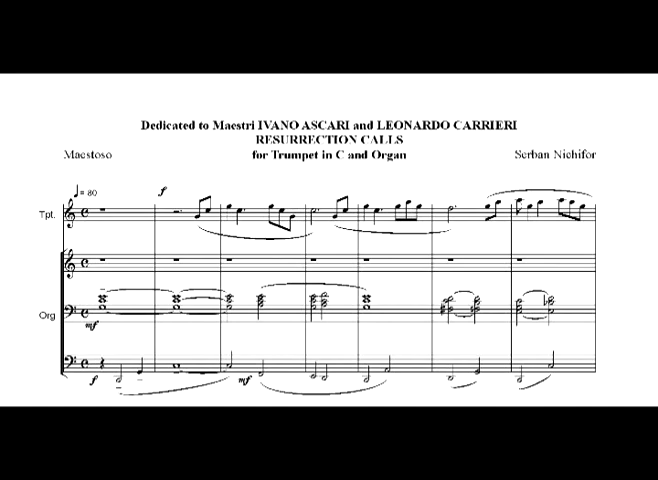 Dedicated to Maestri IVANO ASCARI and LEONARDO CARRIERI
RESURRECTION CALLS
Maestoso for Trumpet in C and Organ Serban Nichifor
♩ = 80 f
Tpt.
Org
mf
f mf